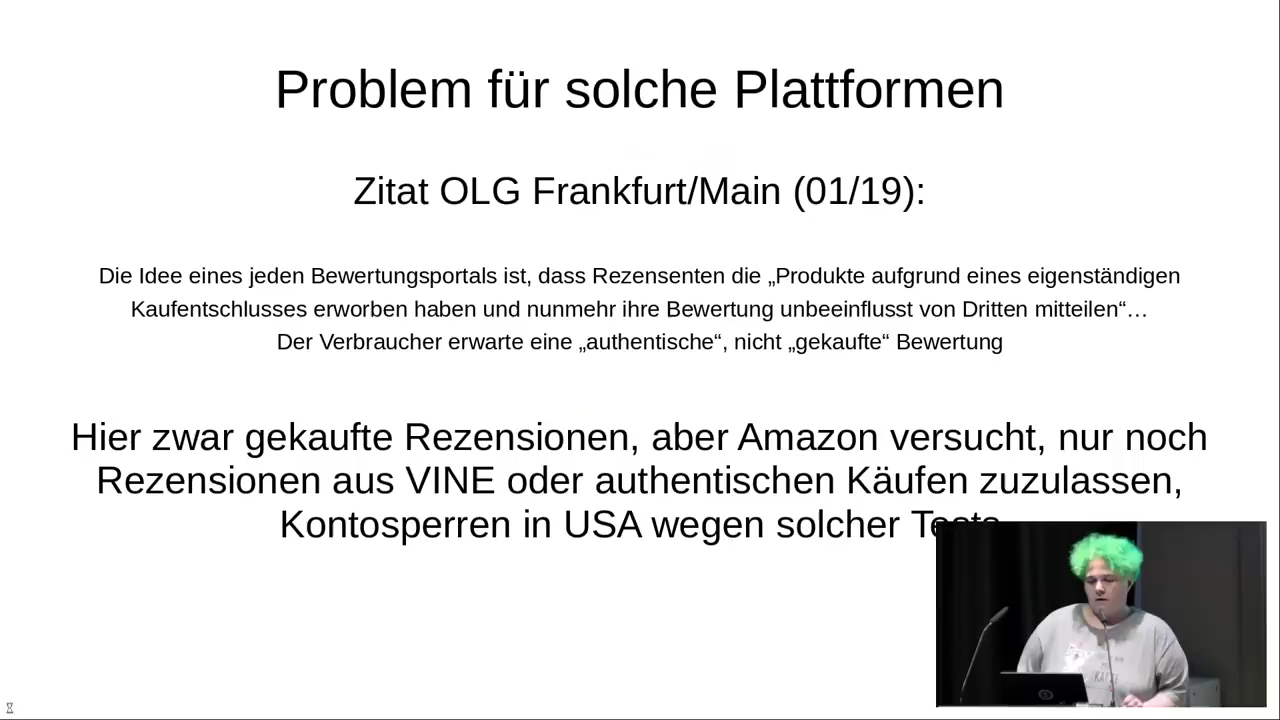 Problem für solche Plattformen
Zitat OLG Frankfurt/Main (01/19):
Die Idee eines jeden Bewertungsportals ist, dass Rezensenten die „Produkte aufgrund eines eigenständigen
Kaufentschlusses erworben haben und nunmehr ihre Bewertung unbeeinflusst von Dritten mitteilen“…
Der Verbraucher erwarte eine „authentische“, nicht „gekaufte“ Bewertung
Hier zwar gekaufte Rezensionen, aber Amazon versucht, nur noch
Rezensionen aus VINE oder authentischen Käufen zuzulassen,
Kontosperren in USA wegen solcher Tests